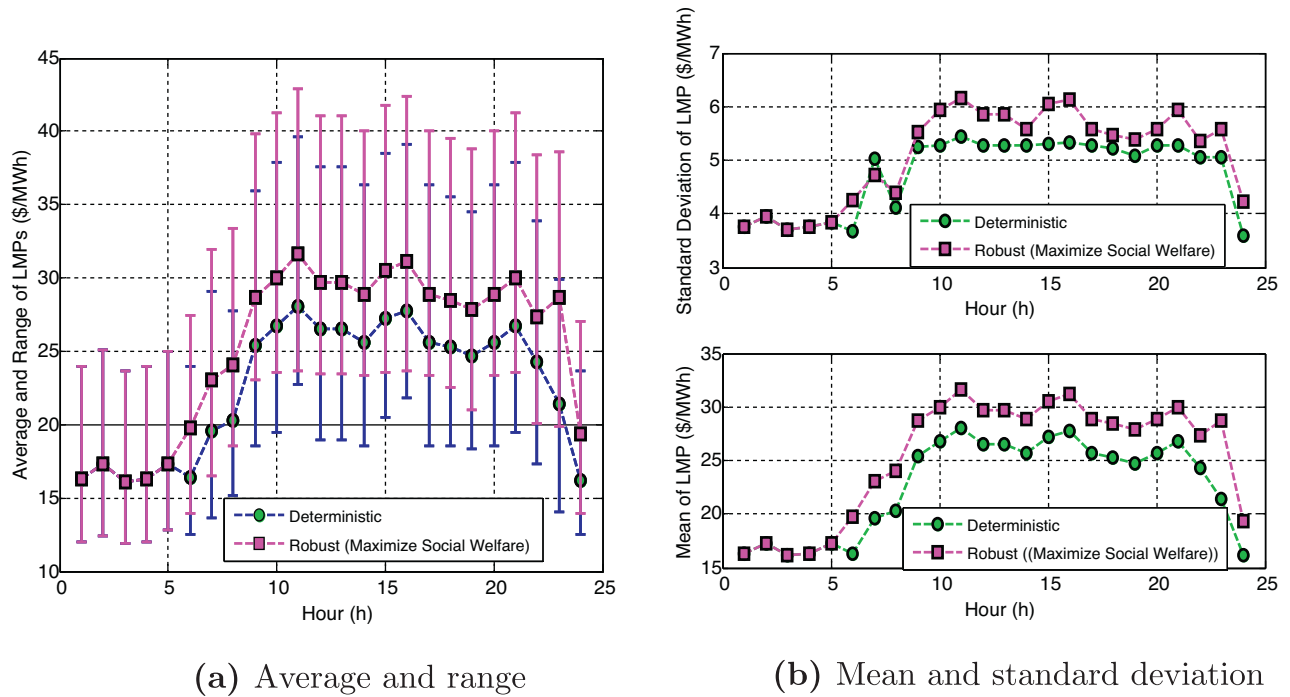 45
40
35
30
25
20
15
10
0
5
10
15
20
25
Average and Range of LMPs ($/MWh)
Hour (h)
Deterministic
Robust (Maximize Social Welfare)
(a) Average and range
7
6
5
4
3
0
5
10
15
20
25
Standard Deviation of LMP ($/MWh)
Hour (h)
Deterministic
Robust (Maximize Social Welfare)
35
30
25
20
15
0
5
10
15
20
25
Mean of LMP ($/MWh)
Hour (h)
Deterministic
Robust ((Maximize Social Welfare))
(b) Mean and standard deviation